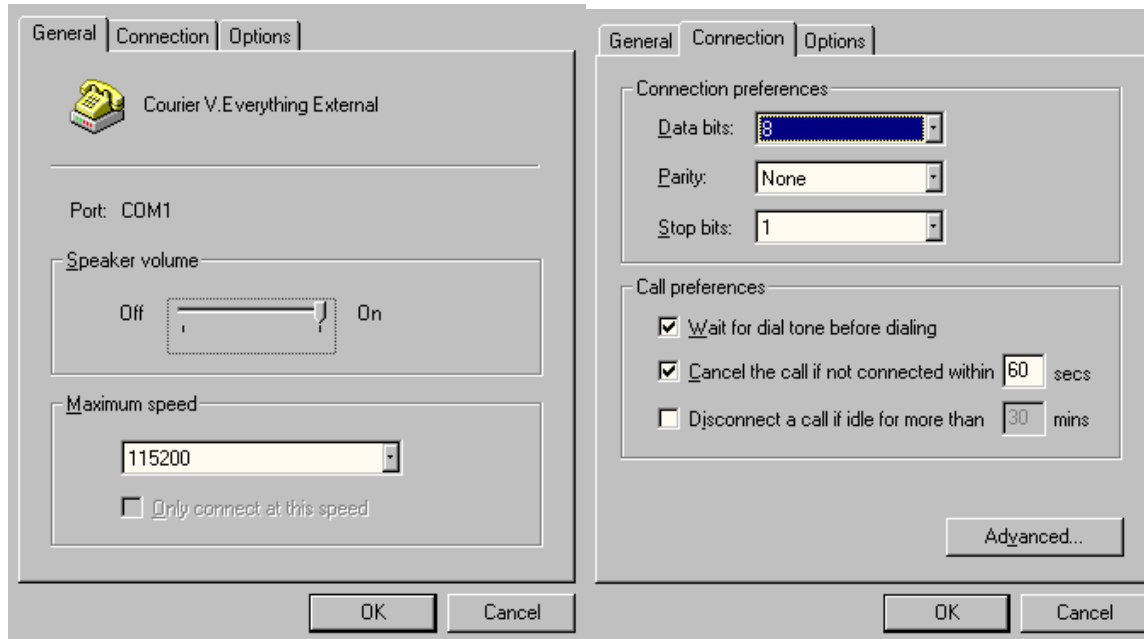 General Connection Options
Courier V.Everything External
Port: COM1
Speaker volume
Off On
Maximum speed
115200
Only connect at this speed
OK Cancel
General Connection Options
Connection preferences
Data bits: 8
Parity: None
Stop bits: 1
Call preferences
Wait for dial tone before dialing
Cancel the call if not connected within 60 secs
Disconnect a call if idle for more than 30 mins
Advanced...
OK Cancel